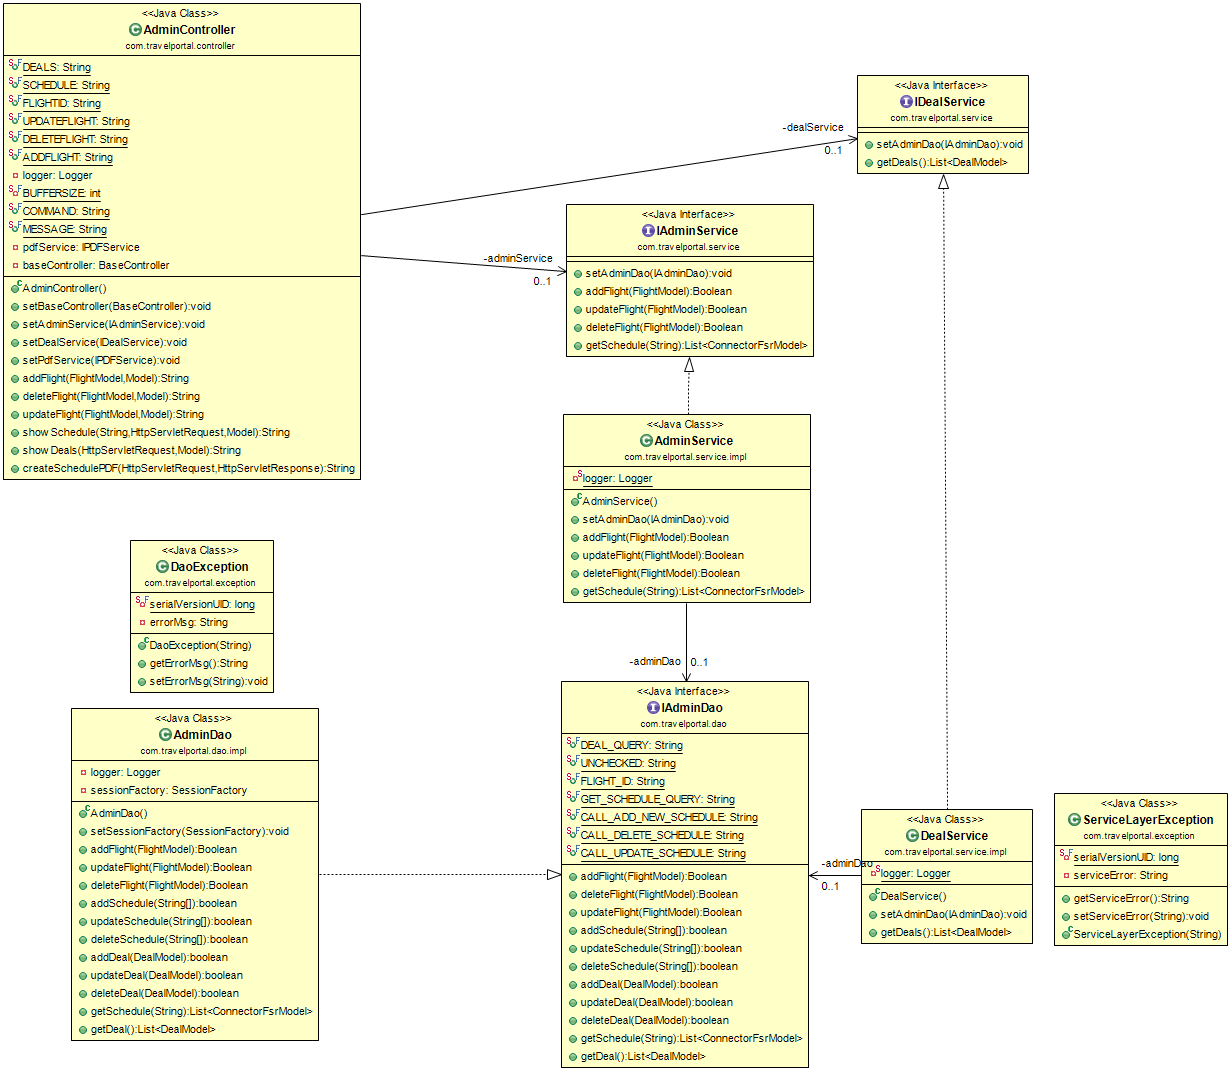 <<Java Class>>
AdminController
com.travelportal.controller
DEALS: String
SCHEDULE: String
FLIGHTID: String
UPDATEFLIGHT: String
DELETEFLIGHT: String
ADDFLIGHT: String
logger: Logger
BUFFERSIZE: int
COMMAND: String
MESSAGE: String
pdfService: IPDFService
baseController: BaseController
AdminController()
setBaseController(BaseController):void
setAdminService(IAdminService):void
setDealService(IDealService):void
setPdfService(IPDFService):void
addFlight(FlightModel,Model):String
deleteFlight(FlightModel,Model):String
updateFlight(FlightModel,Model):String
showSchedule(String,HttpServletRequest,Model):String
showDeals(HttpServletRequest,Model):String
createSchedulePDF(HttpServletRequest,HttpServletResponse):String
-dealService
0..1
<<Java Interface>>
IDealService
com.travelportal.service
setAdminDao(IAdminDao):void
getDeals():List<DealModel>
-adminService
0..1
<<Java Interface>>
IAdminService
com.travelportal.service
setAdminDao(IAdminDao):void
addFlight(FlightModel):Boolean
updateFlight(FlightModel):Boolean
deleteFlight(FlightModel):Boolean
getSchedule(String):List<ConnectorFsrModel>
<<Java Class>>
AdminService
com.travelportal.service.impl
logger: Logger
AdminService()
setAdminDao(IAdminDao):void
addFlight(FlightModel):Boolean
updateFlight(FlightModel):Boolean
deleteFlight(FlightModel):Boolean
getSchedule(String):List<ConnectorFsrModel>
<<Java Class>>
DaoException
com.travelportal.exception
serialVersionUID: long
errorMsg: String
DaoException(String)
getErrorMsg():String
setErrorMsg(String):void
-adminDao
0..1
<<Java Class>>
AdminDao
com.travelportal.dao.impl
logger: Logger
sessionFactory: SessionFactory
AdminDao()
setSessionFactory(SessionFactory):void
addFlight(FlightModel):Boolean
updateFlight(FlightModel):Boolean
deleteFlight(FlightModel):Boolean
addSchedule(String[]):boolean
updateSchedule(String[]):boolean
deleteSchedule(String[]):boolean
addDeal(DealModel):boolean
updateDeal(DealModel):boolean
deleteDeal(DealModel):boolean
getSchedule(String):List<ConnectorFsrModel>
getDeal():List<DealModel>
<<Java Interface>>
IAdminDao
com.travelportal.dao
DEAL_QUERY: String
UNCHECKED: String
FLIGHT_ID: String
GET_SCHEDULE_QUERY: String
CALL_ADD_NEW_SCHEDULE: String
CALL_DELETE_SCHEDULE: String
CALL_UPDATE_SCHEDULE: String
addFlight(FlightModel):Boolean
deleteFlight(FlightModel):Boolean
updateFlight(FlightModel):Boolean
addSchedule(String[]):boolean
updateSchedule(String[]):boolean
deleteSchedule(String[]):boolean
addDeal(DealModel):boolean
updateDeal(DealModel):boolean
deleteDeal(DealModel):boolean
getSchedule(String):List<ConnectorFsrModel>
getDeal():List<DealModel>
-adminDao
0..1
<<Java Class>>
DealService
com.travelportal.service.impl
logger: Logger
DealService()
setAdminDao(IAdminDao):void
getDeals():List<DealModel>
<<Java Class>>
ServiceLayerException
com.travelportal.exception
serialVersionUID: long
serviceError: String
getServiceError():String
setServiceError(String):void
ServiceLayerException(String)